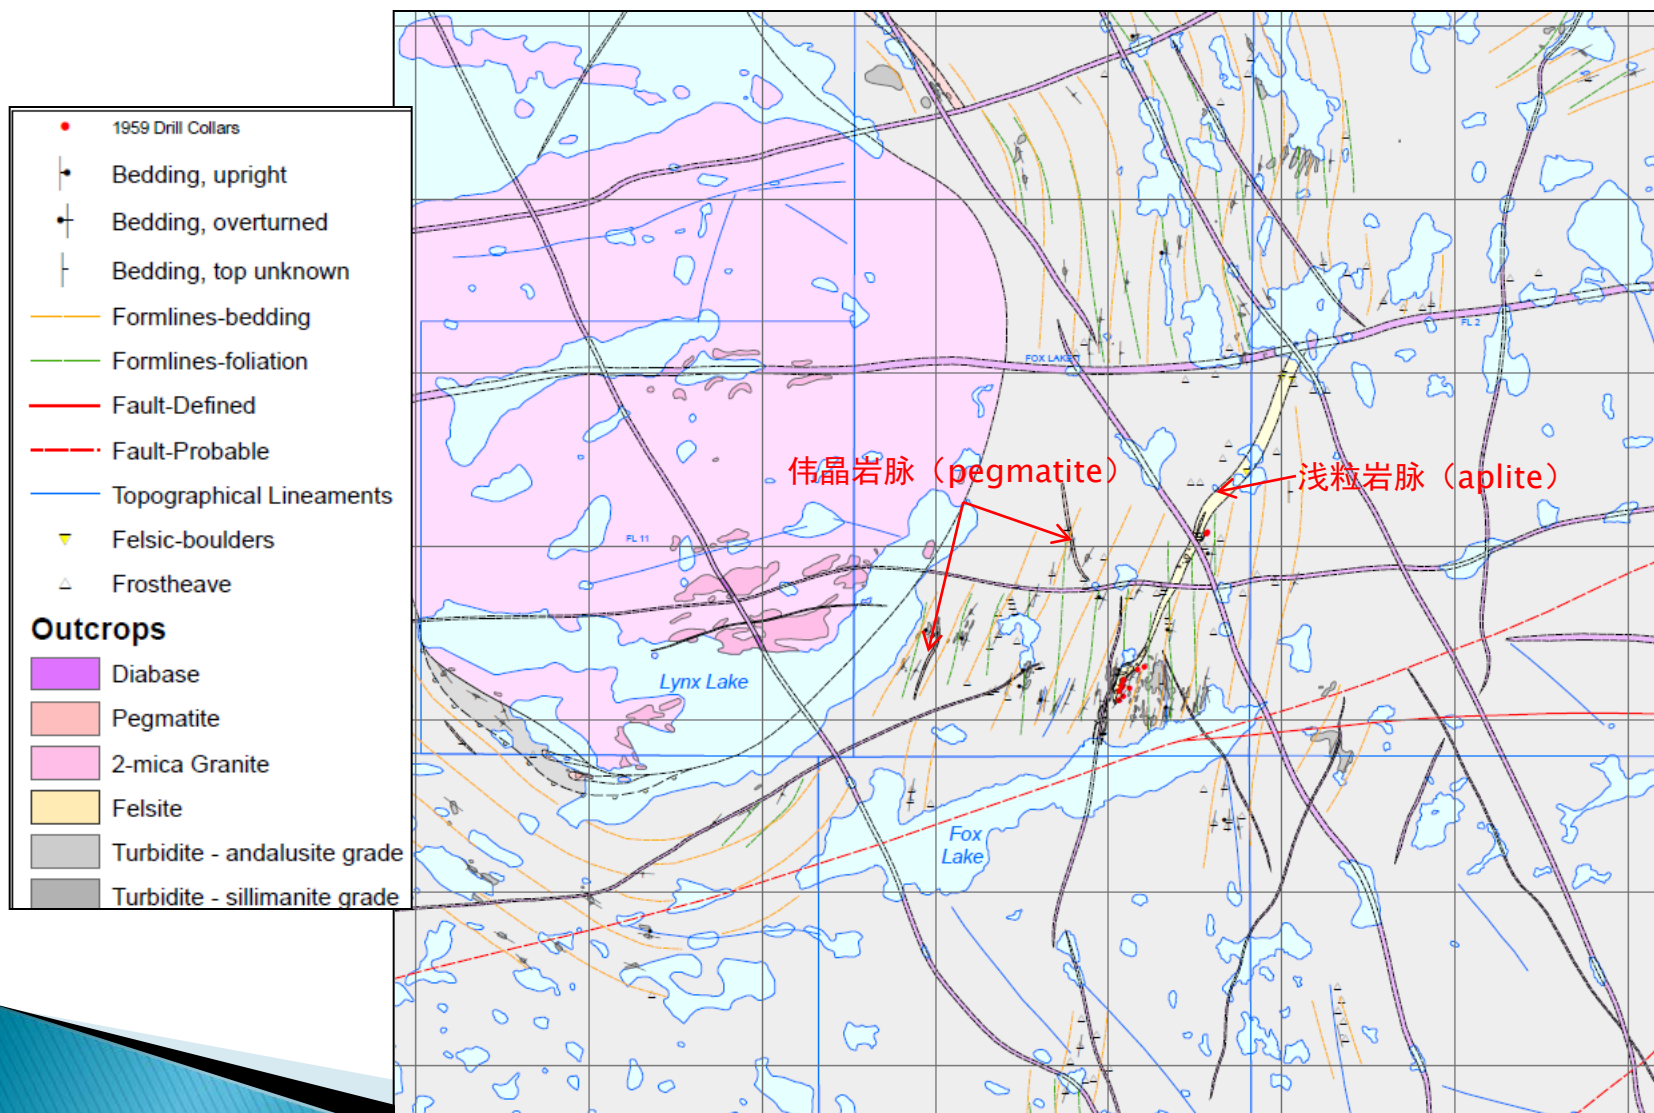 1959 Drill Collars
Bedding, upright
Bedding, overturned
Bedding, top unknown
Formlines-bedding
Formlines-foliation
Fault-Defined
Fault-Probable
Topographical Lineaments
Felsic-boulders
Frostheave
Outcrops
Diabase
Pegmatite
2-mica Granite
Felsite
Turbidite - andalusite grade
Turbidite - sillimanite grade
FL 2
FOX LAKE
伟晶岩脉（pegmatite）
浅粒岩脉（aplite）
FL 11
Lynx Lake
Fox
Lake